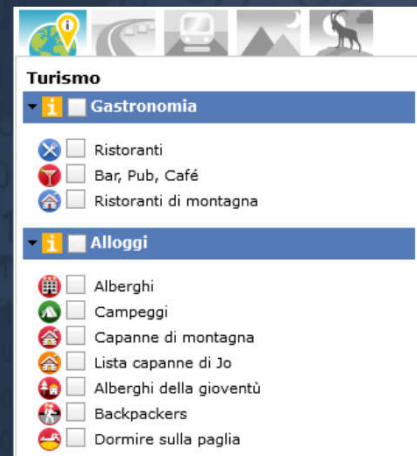 Turismo
Gastronomia
Ristoranti
Bar, Pub, Café
Ristoranti di montagna
Alloggi
Alberghi
Campeggi
Capanne di montagna
Lista capanne di Jo
Alberghi della gioventù
Backpackers
Dormire sulla paglia